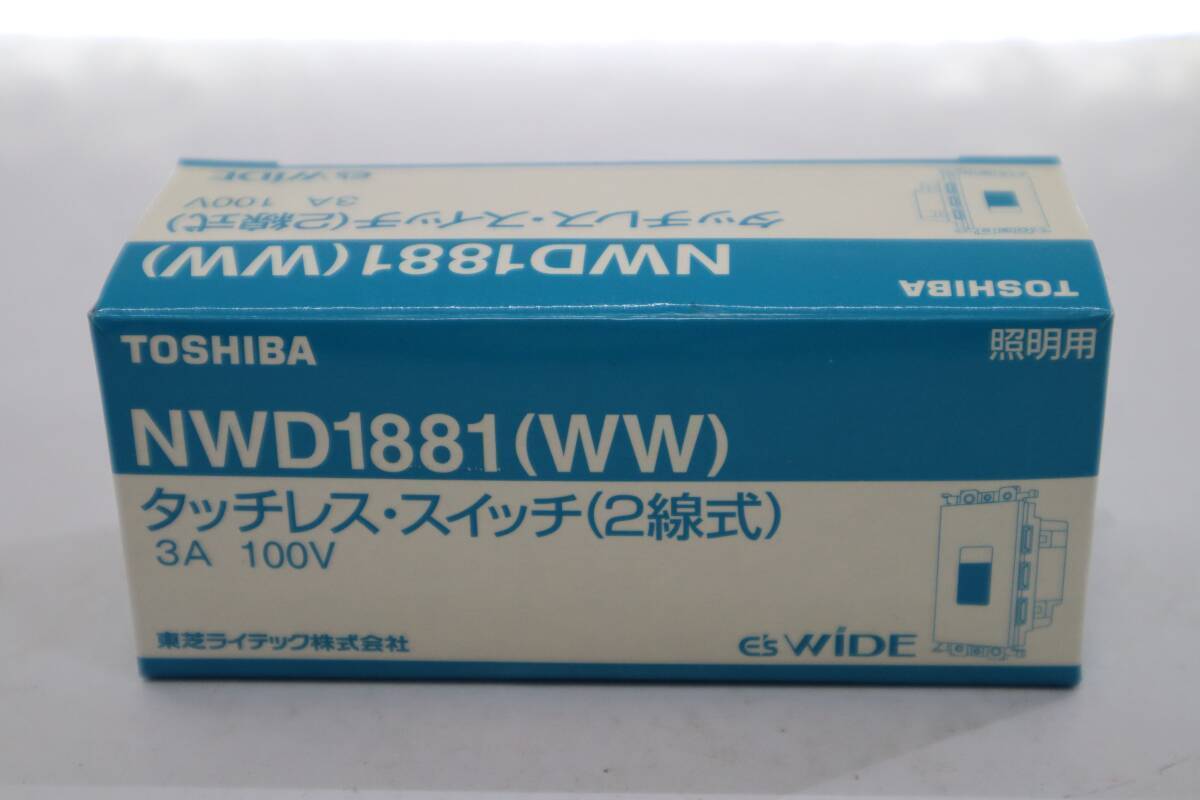 e's WiDE
3A 100V
タッチレス・スイッチ(2線式)
NWD1881(WW)
TOSHIBA
TOSHIBA
照明用
NWD1881(WW)
タッチレス・スイッチ(2線式)
3A 100V
東芝ライテック株式会社
e's WiDE